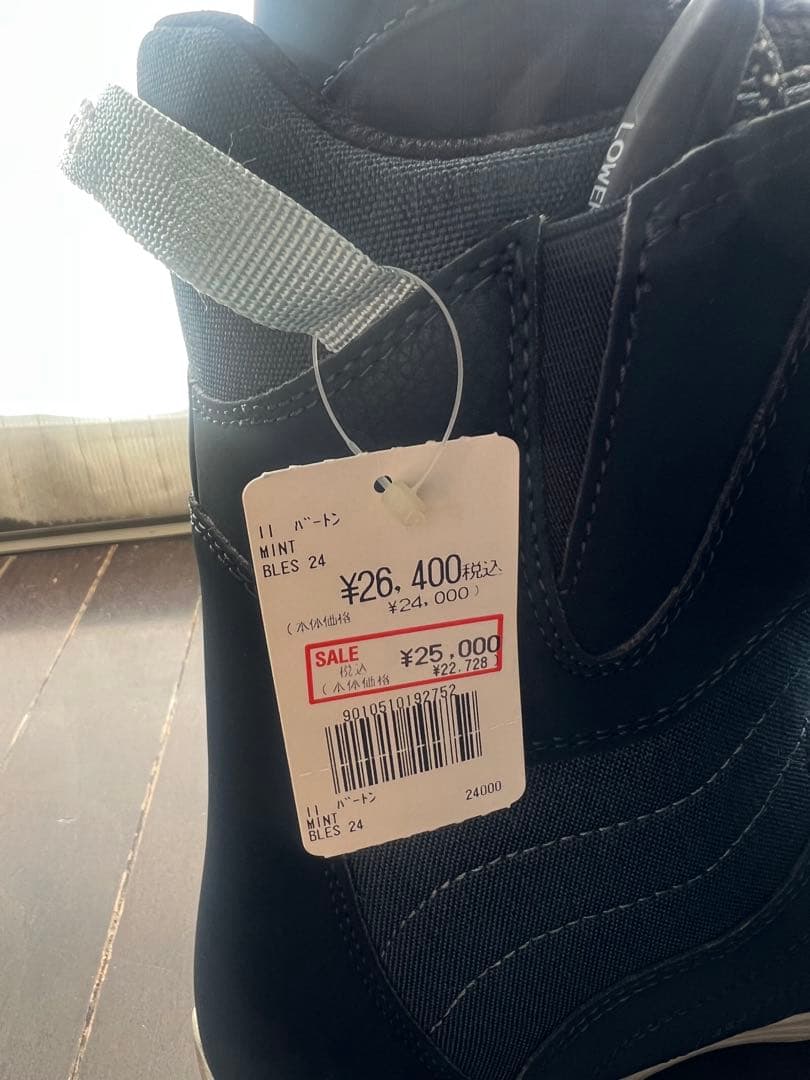 LOWER
11 バートン
MINT
BLES 24
¥26,400税込
(本体価格 ¥24,000)
SALE ¥25,000
税込
(本体価格 ¥22.728)
9010510192752
11 バートン
MINT
BLES 24
24000